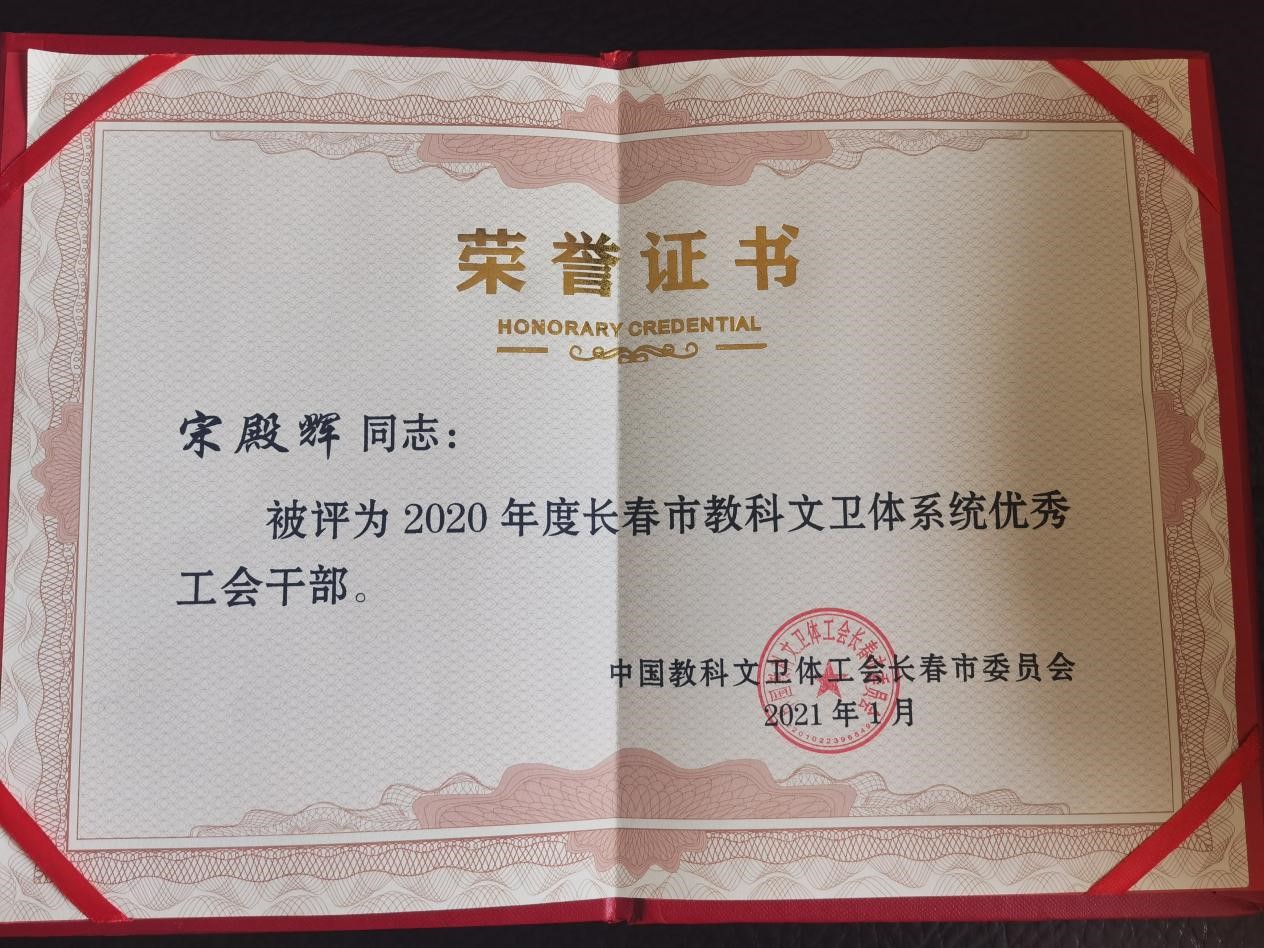 荣誉证书
HONORARY CREDENTIAL
宋殿辉 同志：
被评为 2020 年度长春市教科文卫体系统优秀
工会干部。
中国教科文卫体工会长春市委员会
2021 年 1 月